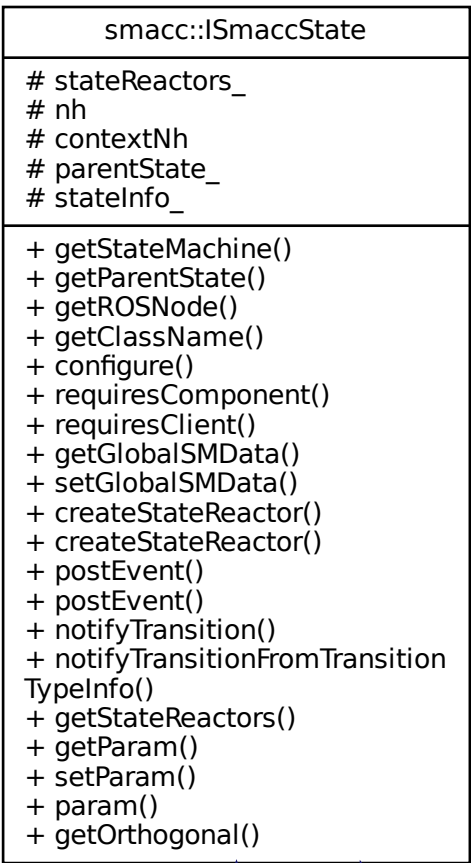 smacc::ISmaccState
# stateReactors_
# nh
# contextNh
# parentState_
# stateInfo_
+ getStateMachine()
+ getParentState()
+ getROSNode()
+ getClassName()
+ configure()
+ requiresComponent()
+ requiresClient()
+ getGlobalSMData()
+ setGlobalSMData()
+ createStateReactor()
+ createStateReactor()
+ postEvent()
+ postEvent()
+ notifyTransition()
+ notifyTransitionFromTransition
TypeInfo()
+ getStateReactors()
+ getParam()
+ setParam()
+ param()
+ getOrthogonal()